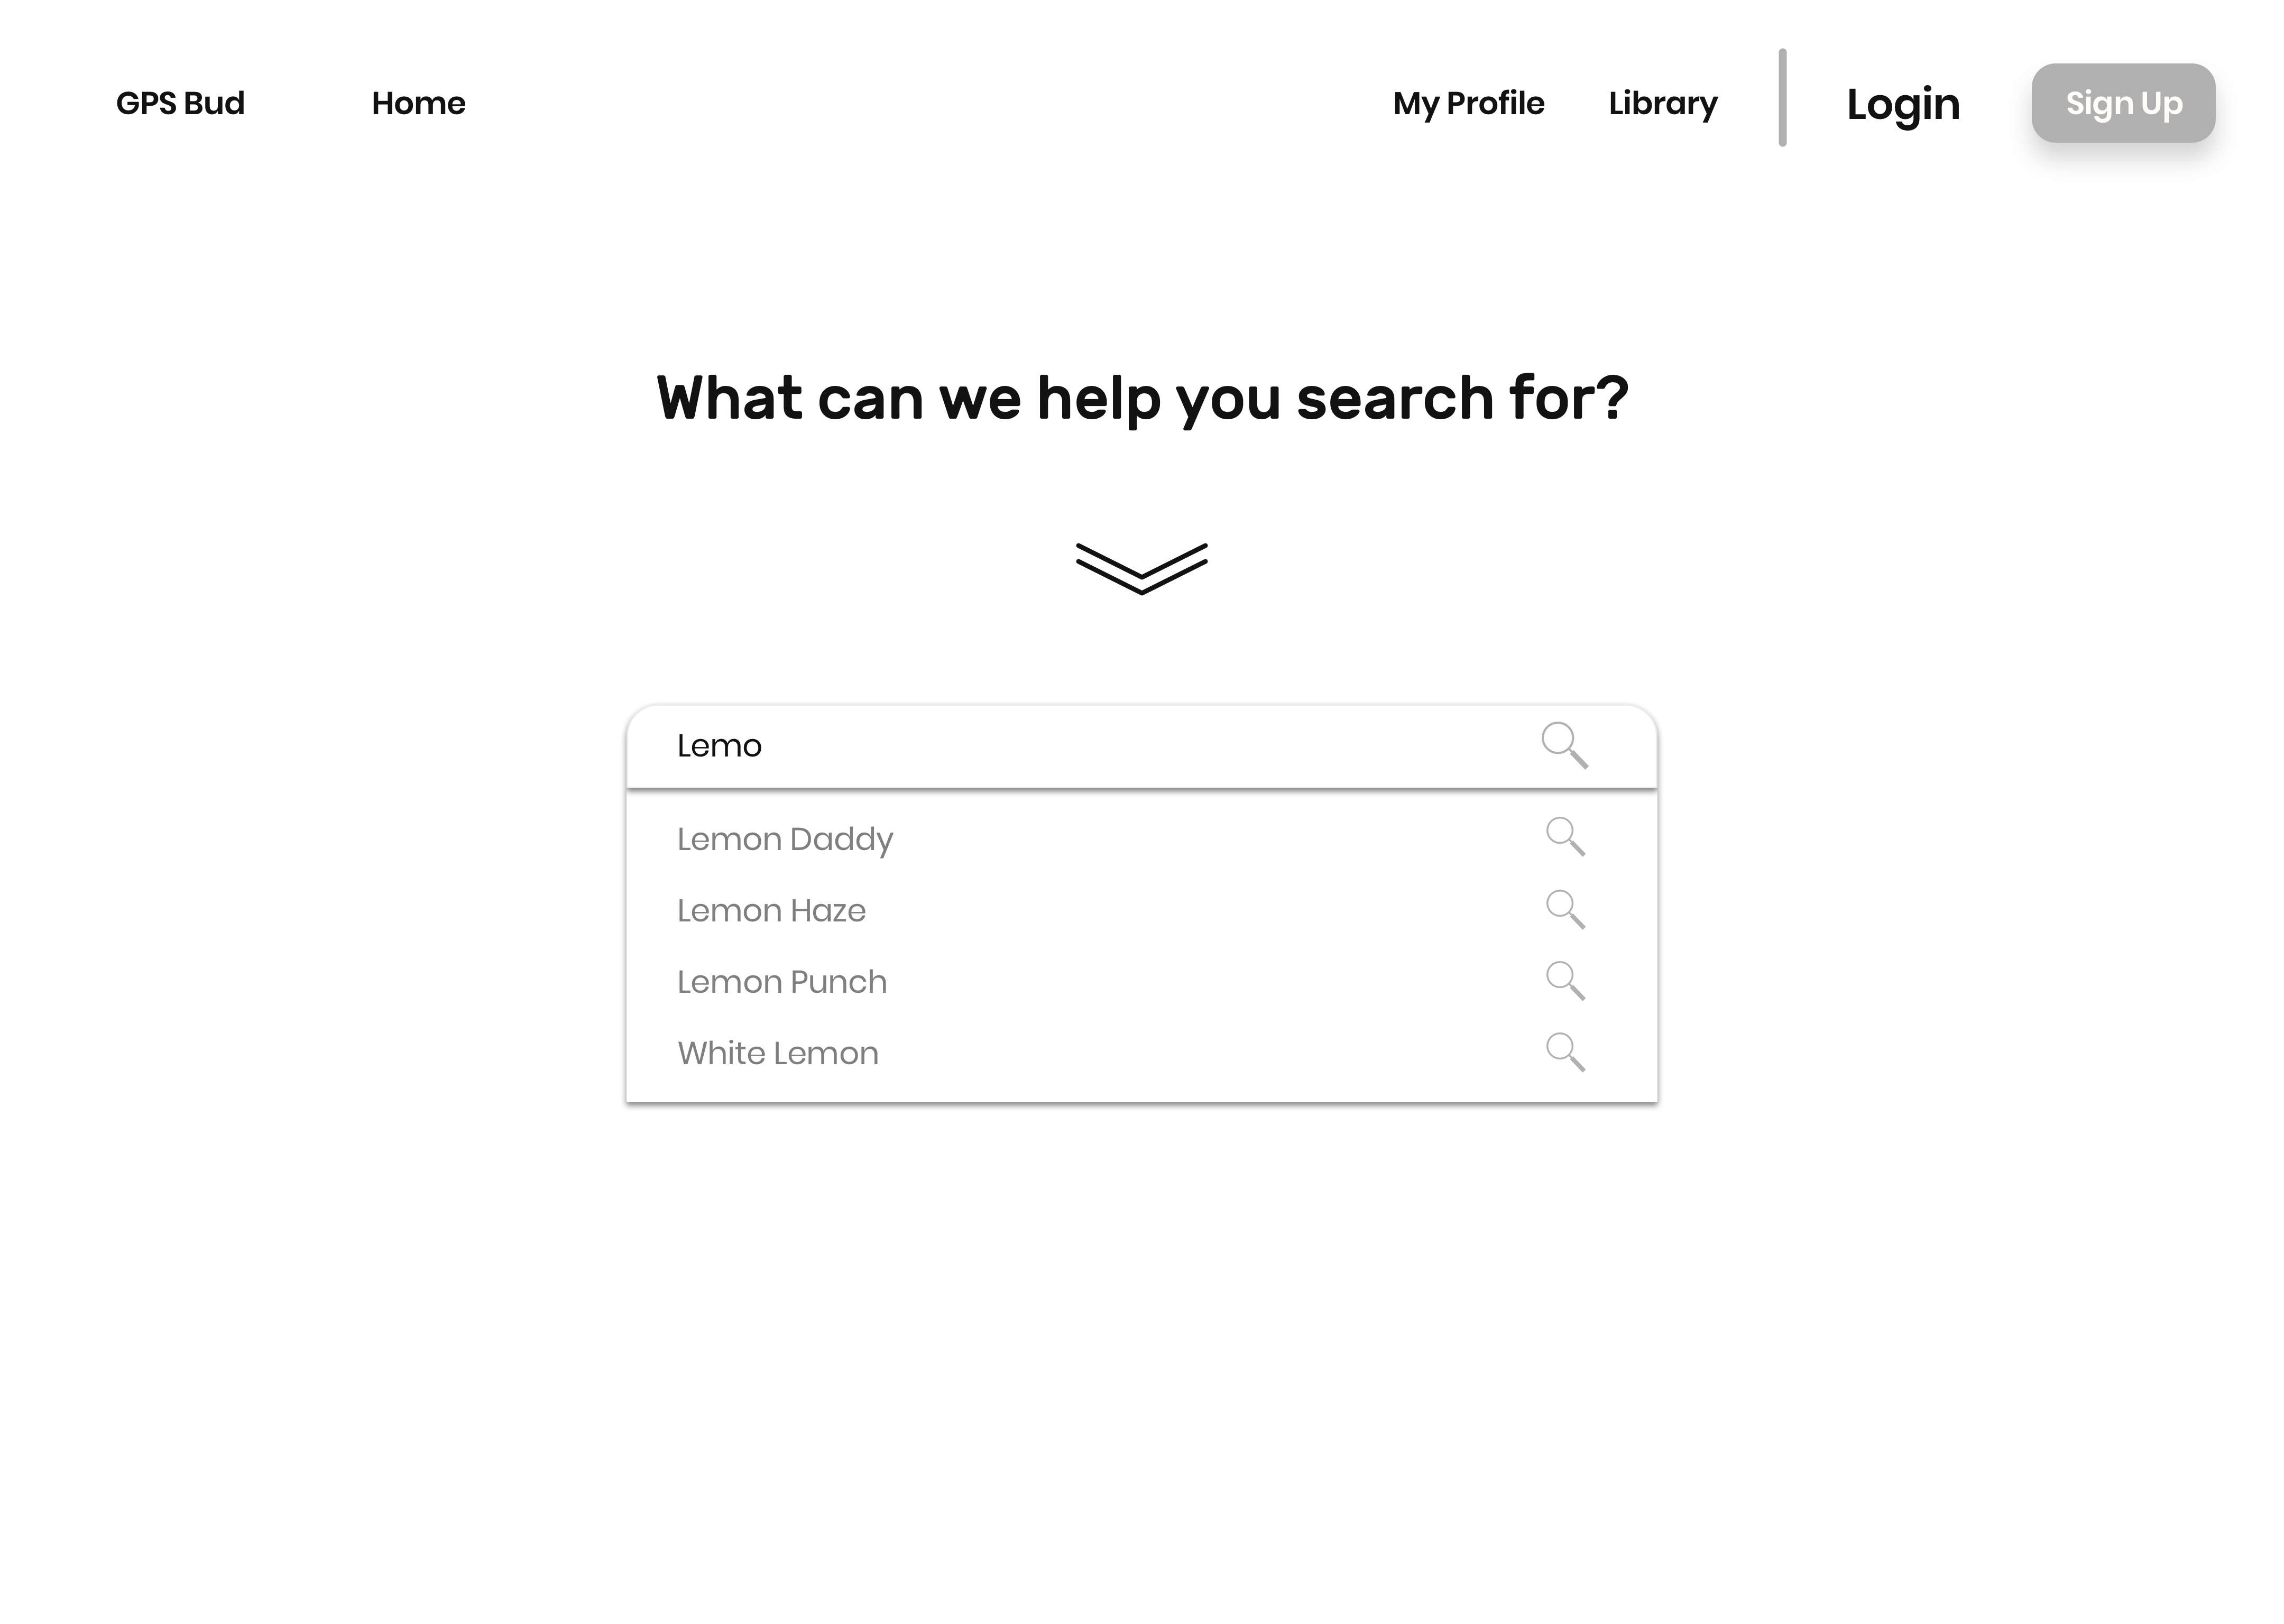 GPS Bud Home My Profile Library Login Sign Up
What can we help you search for?
Lemo
Lemon Daddy
Lemon Haze
Lemon Punch
White Lemon